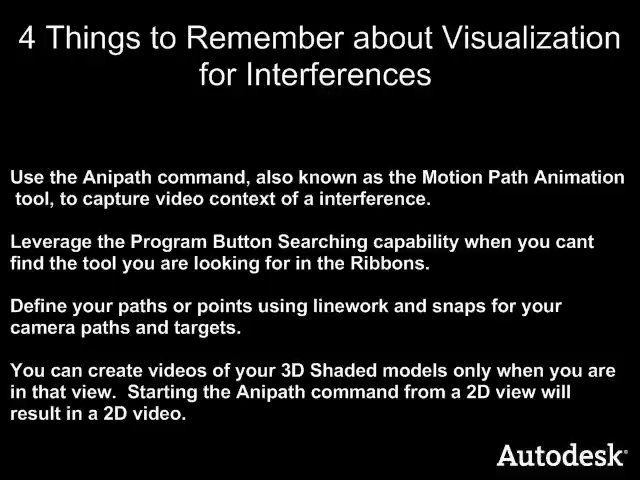 4 Things to Remember about Visualization
for Interferences
Use the Anipath command, also known as the Motion Path Animation
tool, to capture video context of a interference.
Leverage the Program Button Searching capability when you cant
find the tool you are looking for in the Ribbons.
Define your paths or points using linework and snaps for your
camera paths and targets.
You can create videos of your 3D Shaded models only when you are
in that view.  Starting the Anipath command from a 2D view will
result in a 2D video.
Autodesk®